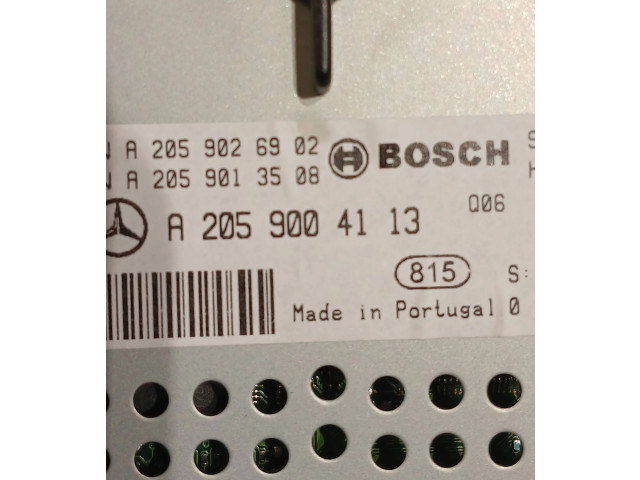 N A 205 902 69 02
N A 205 901 35 08
BOSCH
A 205 900 41 13
Q06
815
S:
Made in Portugal 0